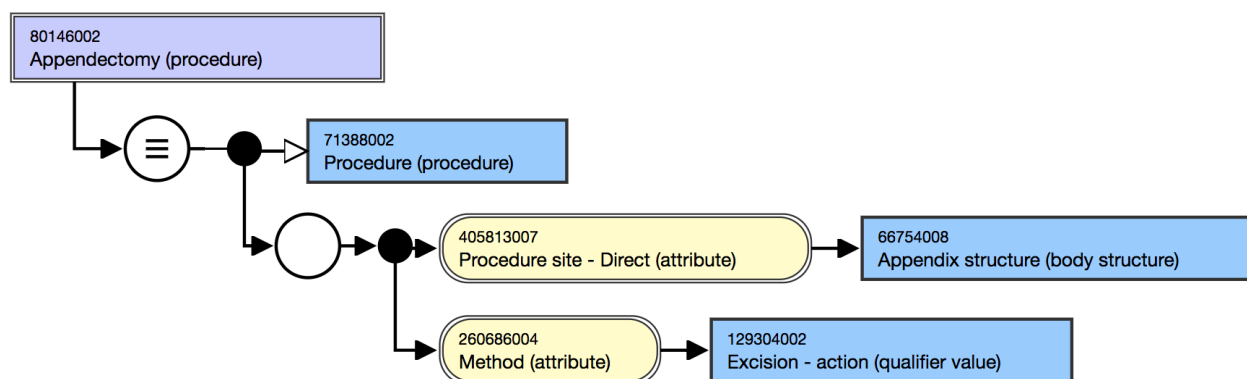 80146002
Appendectomy (procedure)
71388002
Procedure (procedure)
405813007
Procedure site - Direct (attribute)
66754008
Appendix structure (body structure)
260686004
Method (attribute)
129304002
Excision - action (qualifier value)